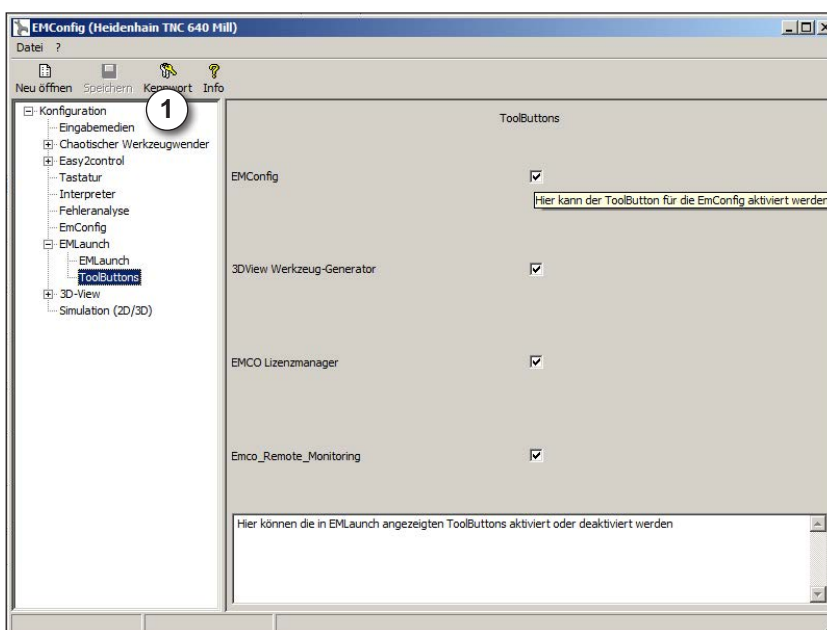 EMConfig (Heidenhain TNC 640 Mill)
Datei ?
Neu öffnen Speichern Kennwort Info
1
Konfiguration
Eingabemedien
Chaotischer Werkzeugwender
Easy2control
Tastatur
Interpreter
Fehleranalyse
EmConfig
EMLaunch
EMLaunch
ToolButtons
3D-View
Simulation (2D/3D)
ToolButtons
EMConfig
Hier kann der ToolButton für die EmConfig aktiviert werden
3DView Werkzeug-Generator
EMCO Lizenzmanager
Emco_Remote_Monitoring
Hier können die in EMLaunch angezeigten ToolButtons aktiviert oder deaktiviert werden